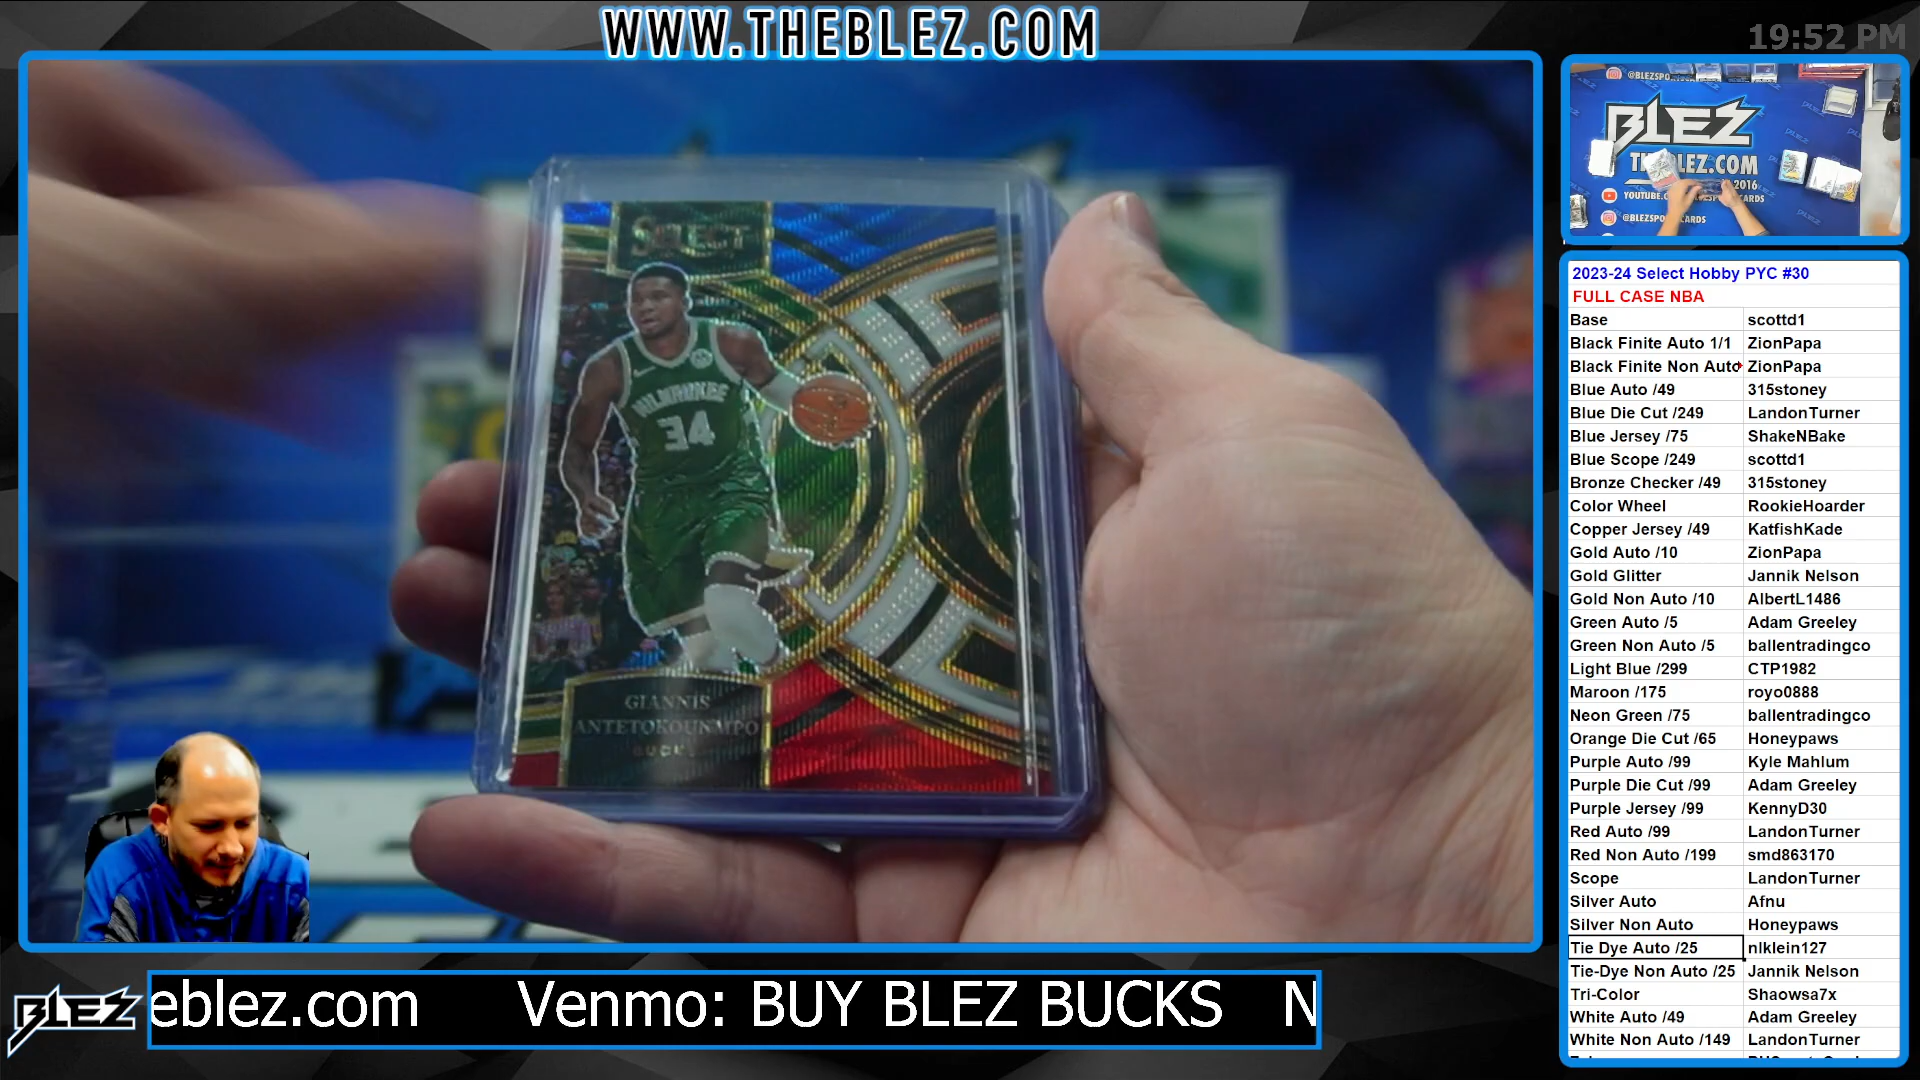 WWW.THEBLEZ.COM
19:52 PM
SELECT
MILWAUKEE
34
GIANNIS
ANTETOKOUNMPO
BUCKS
BLEZ
THEBLEZ.COM
2016
@BLEZSPORTSCARDS
2023-24 Select Hobby PYC #30
FULL CASE NBA
Base scottd1
Black Finite Auto 1/1 ZionPapa
Black Finite Non Auto ZionPapa
Blue Auto /49 315stoney
Blue Die Cut /249 LandonTurner
Blue Jersey /75 ShakeNBake
Blue Scope /249 scottd1
Bronze Checker /49 315stoney
Color Wheel RookieHoarder
Copper Jersey /49 KatfishKade
Gold Auto /10 ZionPapa
Gold Glitter Jannik Nelson
Gold Non Auto /10 AlbertL1486
Green Auto /5 Adam Greeley
Green Non Auto /5 ballentradingco
Light Blue /299 CTP1982
Maroon /175 royo0888
Neon Green /75 ballentradingco
Orange Die Cut /65 Honeypaws
Purple Auto /99 Kyle Mahlum
Purple Die Cut /99 Adam Greeley
Purple Jersey /99 KennyD30
Red Auto /99 LandonTurner
Red Non Auto /199 smd863170
Scope LandonTurner
Silver Auto Afnu
Silver Non Auto Honeypaws
Tie Dye Auto /25 nlklein127
Tie-Dye Non Auto /25 Jannik Nelson
Tri-Color Shaowsa7x
White Auto /49 Adam Greeley
White Non Auto /149 LandonTurner
BLEZ
eblez.com Venmo: BUY BLEZ BUCKS N